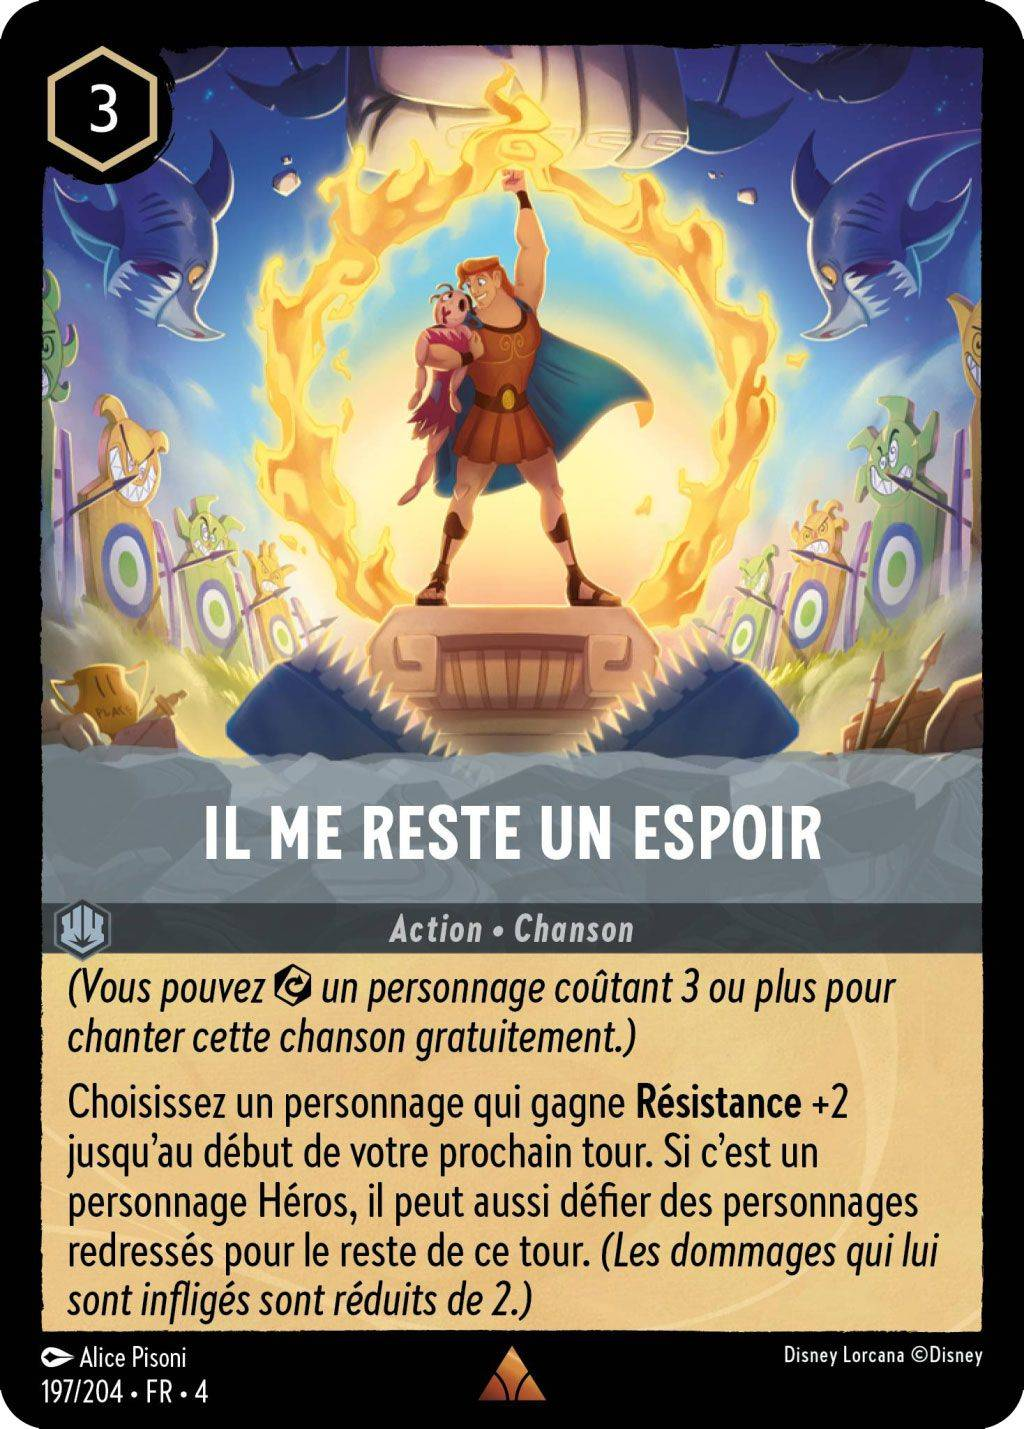 3
PLACE
IL ME RESTE UN ESPOIR
Action • Chanson
(Vous pouvez un personnage coûtant 3 ou plus pour
chanter cette chanson gratuitement.)
Choisissez un personnage qui gagne Résistance +2
jusqu'au début de votre prochain tour. Si c'est un
personnage Héros, il peut aussi défier des personnages
redressés pour le reste de ce tour. (Les dommages qui lui
sont infligés sont réduits de 2.)
Alice Pisoni
Disney Lorcana ©Disney
197/204 • FR • 4